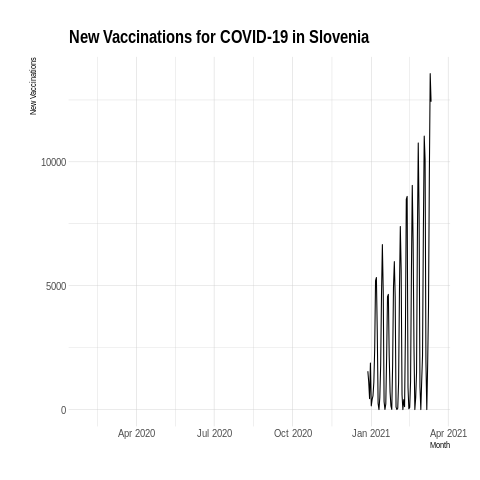 New Vaccinations for COVID-19 in Slovenia
New Vaccinations
10000
5000
0
Apr 2020 Jul 2020 Oct 2020 Jan 2021 Apr 2021
Month